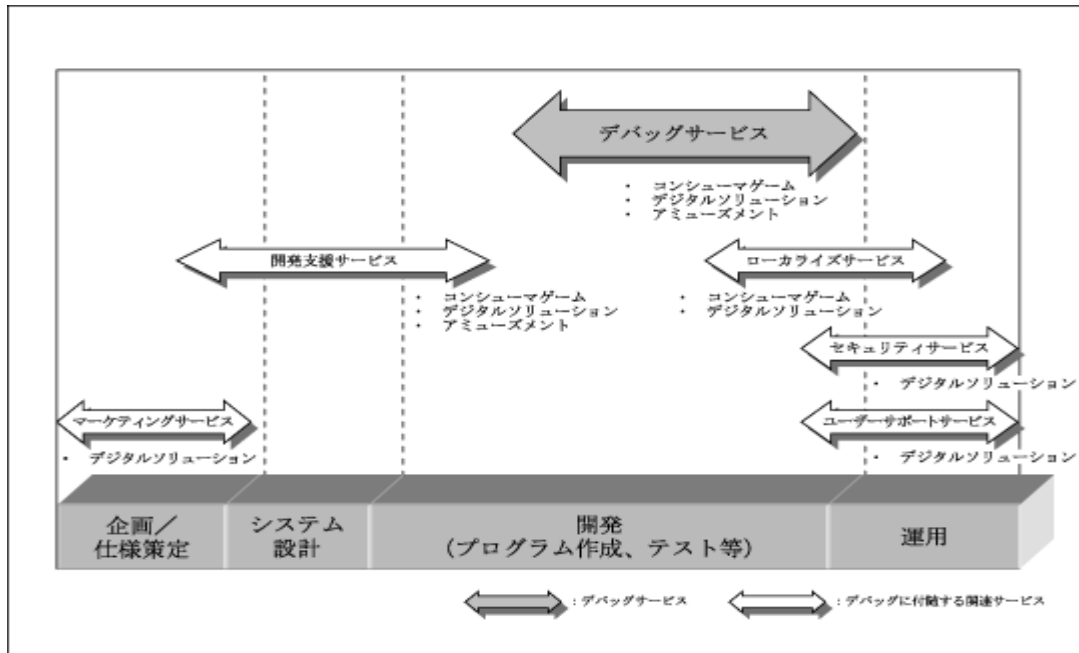 デバッグサービス
・ コンシューマゲーム
・ デジタルソリューション
・ アミューズメント
開発支援サービス
・ コンシューマゲーム
・ デジタルソリューション
・ アミューズメント
ローカライズサービス
・ コンシューマゲーム
・ デジタルソリューション
セキュリティサービス
・ デジタルソリューション
マーケティングサービス
・ デジタルソリューション
ユーザーサポートサービス
・ デジタルソリューション
企画／
仕様策定
システム
設計
開発
（プログラム作成、テスト等）
運用
：デバッグサービス
：デバッグに付随する関連サービス